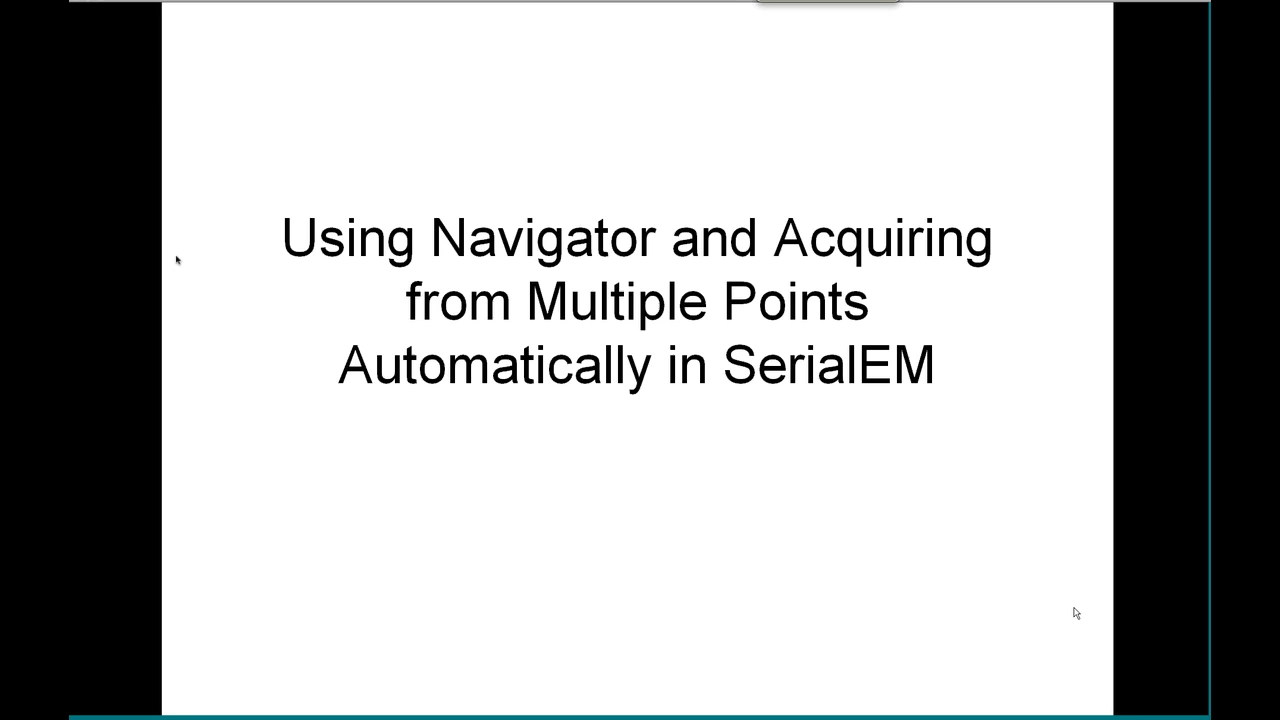 Using Navigator and Acquiring
from Multiple Points
Automatically in SerialEM